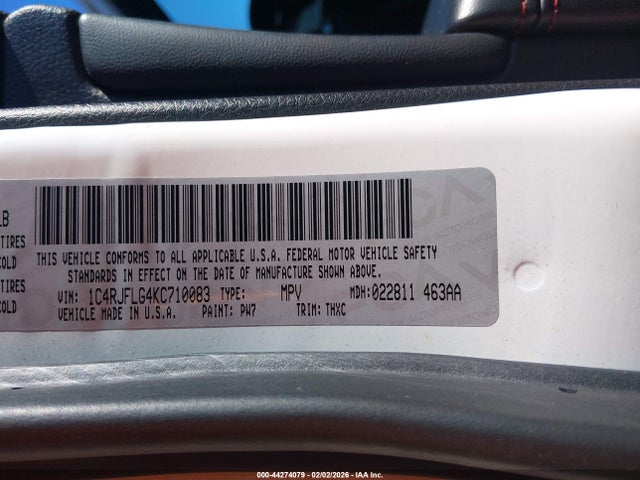 LB
TIRES
COLD
TIRES
COLD
THIS VEHICLE CONFORMS TO ALL APPLICABLE U.S.A. FEDERAL MOTOR VEHICLE SAFETY
STANDARDS IN EFFECT ON THE DATE OF MANUFACTURE SHOWN ABOVE.
VIN: 1C4RJFLG4KC710083 TYPE: MPV MDH:022811 463AA
VEHICLE MADE IN U.S.A. PAINT: PW7 TRIM: THXC
000-44274079 - 02/02/2026 - IAA Inc.